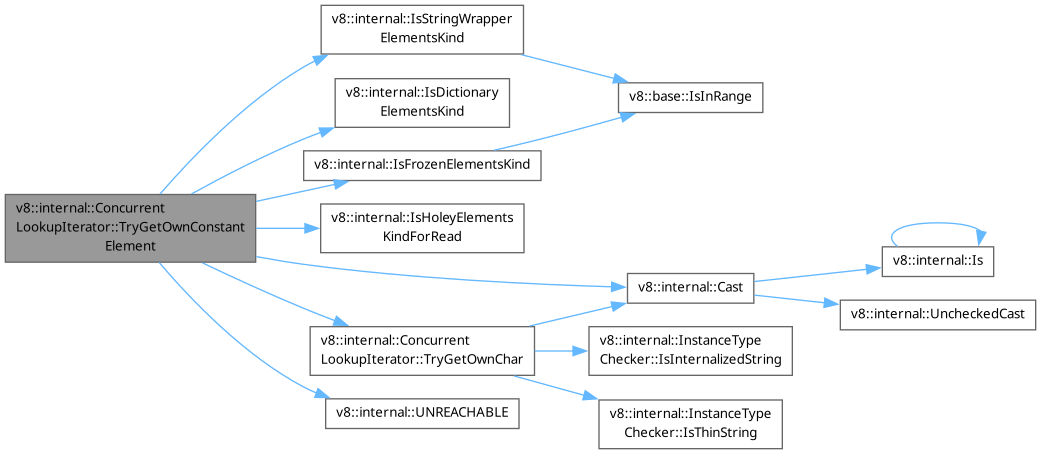 v8::internal::Concurrent
LookupIterator::TryGetOwnConstant
Element
v8::internal::IsStringWrapper
ElementsKind
v8::internal::IsDictionary
ElementsKind
v8::internal::IsFrozenElementsKind
v8::internal::IsHoleyElements
KindForRead
v8::internal::Concurrent
LookupIterator::TryGetOwnChar
v8::internal::UNREACHABLE
v8::base::IsInRange
v8::internal::Cast
v8::internal::InstanceType
Checker::IsInternalizedString
v8::internal::InstanceType
Checker::IsThinString
v8::internal::Is
v8::internal::UncheckedCast